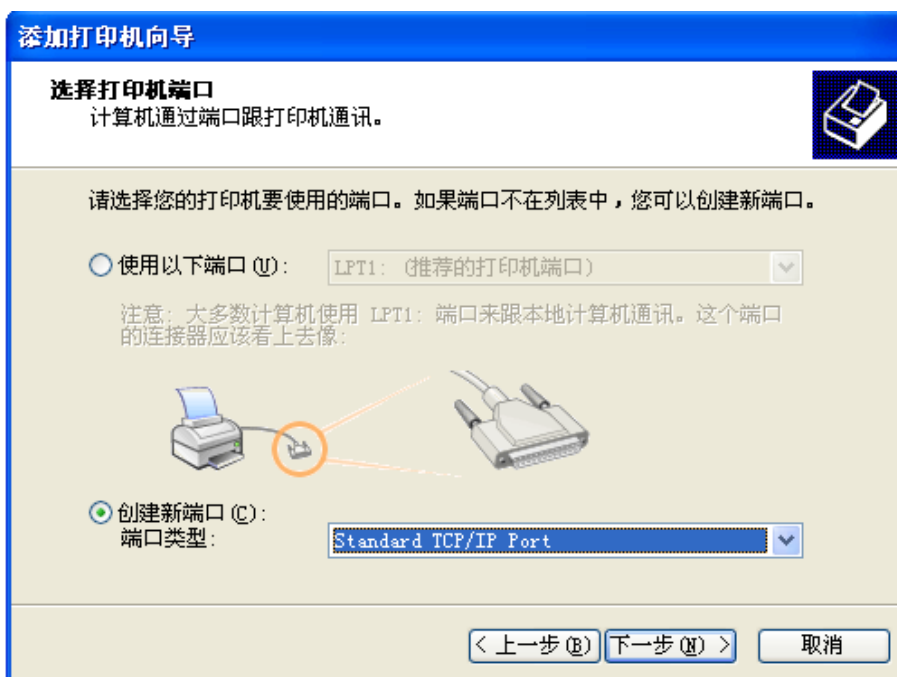 添加打印机向导
选择打印机端口
计算机通过端口跟打印机通讯。
请选择您的打印机要使用的端口。如果端口不在列表中，您可以创建新端口。
使用以下端口(U): LPT1: (推荐的打印机端口)
注意: 大多数计算机使用 LPT1: 端口来跟本地计算机通讯。这个端口
的连接器应该看上去像:
创建新端口(C):
端口类型: Standard TCP/IP Port
< 上一步(B) 下一步(N) > 取消